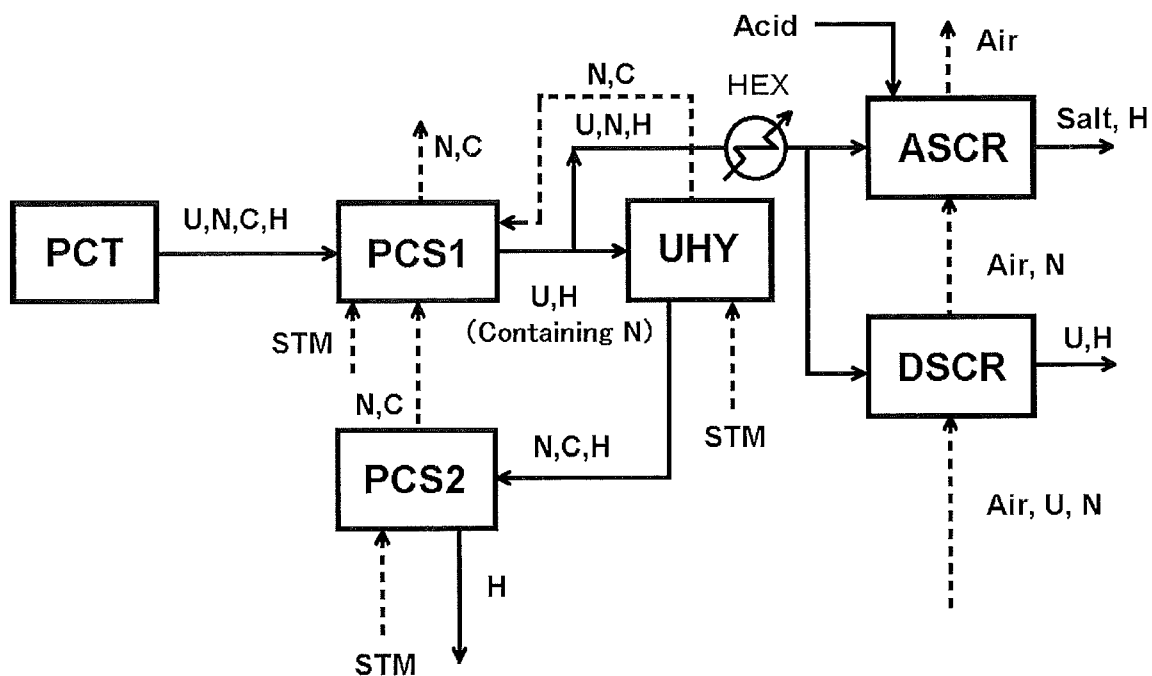 Acid
Air
N,C
HEX
U,N,H
Salt, H
ASCR
N,C
U,N,C,H
PCT
PCS1
UHY
Air, N
U,H
(Containing N)
STM
U,H
DSCR
N,C
STM
N,C,H
PCS2
Air, U, N
H
STM